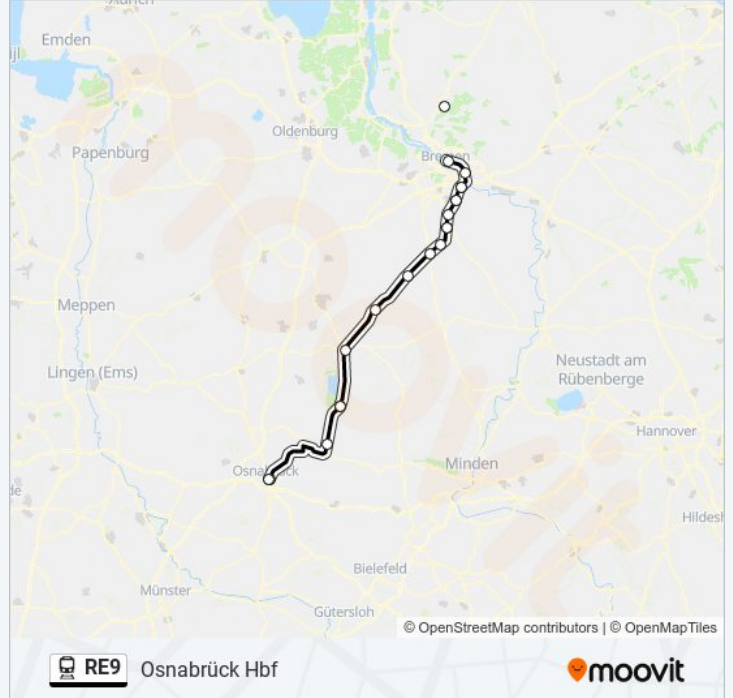 Emden
Papenburg
Oldenburg
Bremen
Meppen
Lingen (Ems)
Neustadt am
Rübenberge
Hannover
Minden
Osnabrück
Bielefeld
Münster
Gütersloh
© OpenStreetMap contributors | © OpenMapTiles
RE9 Osnabrück Hbf
moovit